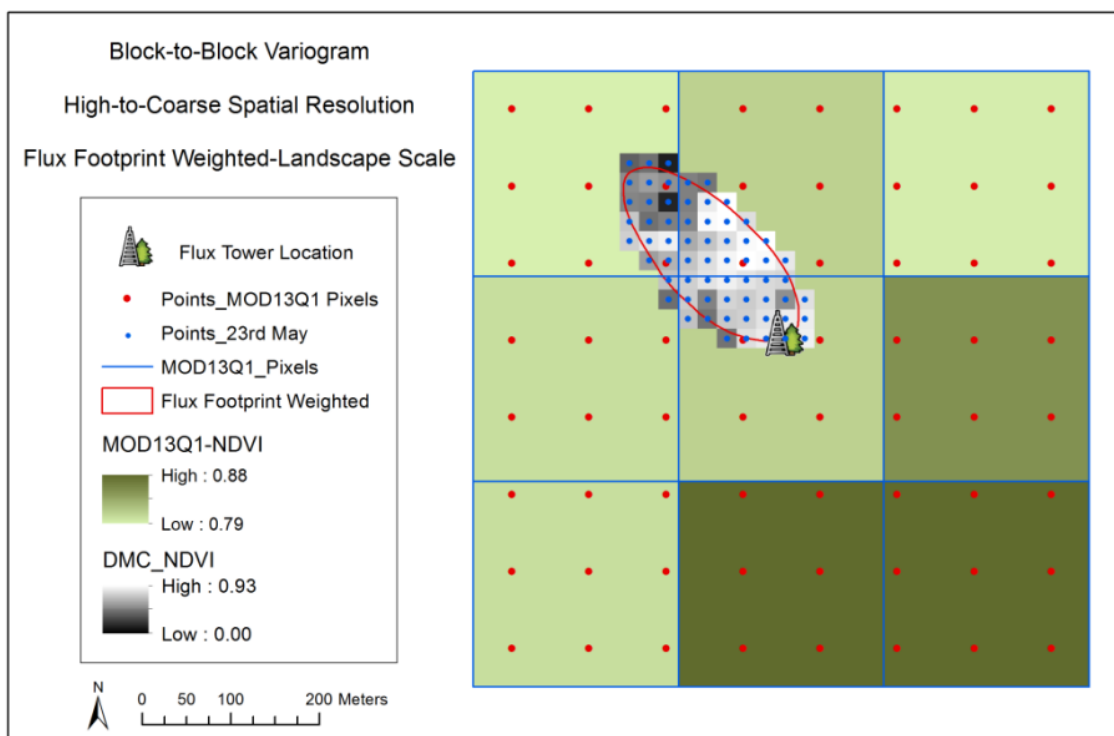 Block-to-Block Variogram
High-to-Coarse Spatial Resolution
Flux Footprint Weighted-Landscape Scale
Flux Tower Location
Points_MOD13Q1 Pixels
Points_23rd May
MOD13Q1_Pixels
Flux Footprint Weighted
MOD13Q1-NDVI
High : 0.88
Low : 0.79
DMC_NDVI
High : 0.93
Low : 0.00
N
0 50 100 200 Meters